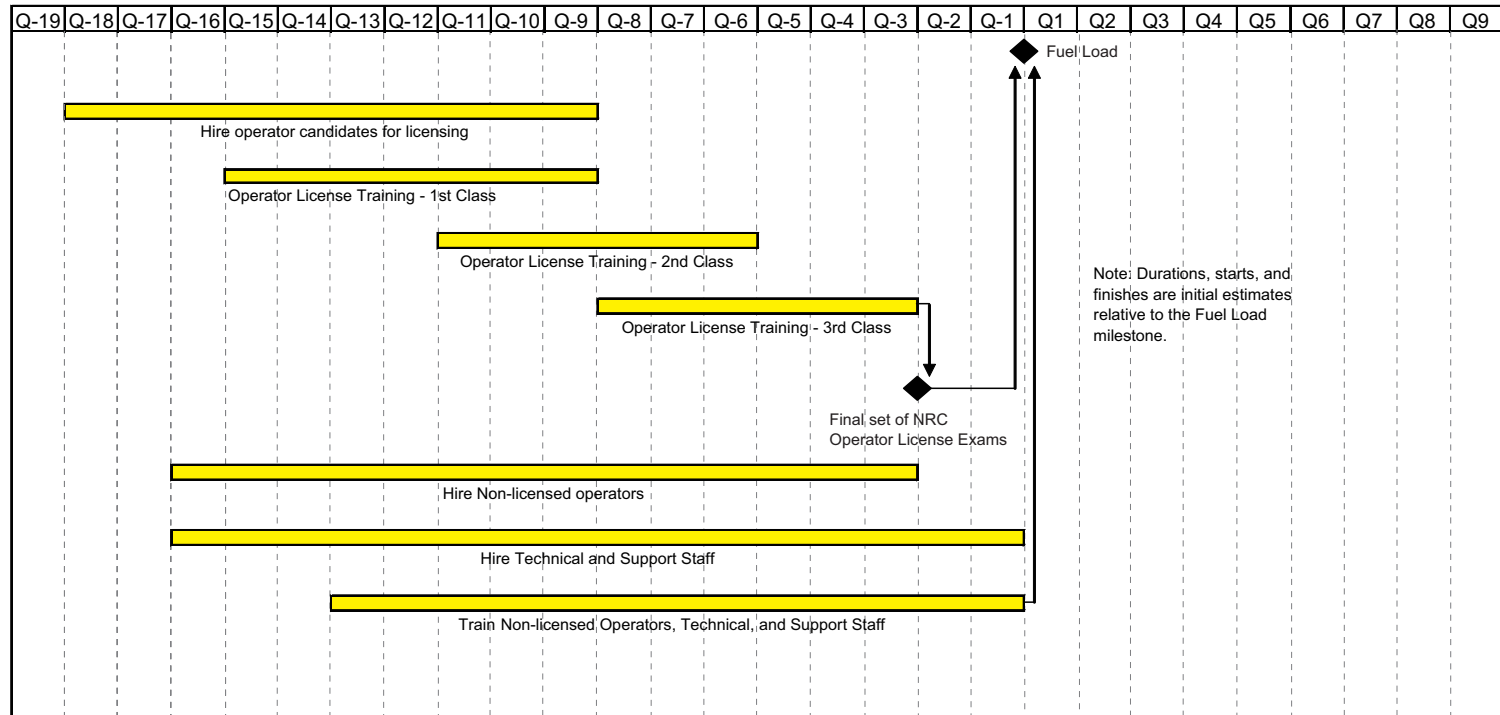 Q-19 Q-18 Q-17 Q-16 Q-15 Q-14 Q-13 Q-12 Q-11 Q-10 Q-9 Q-8 Q-7 Q-6 Q-5 Q-4 Q-3 Q-2 Q-1 Q1 Q2 Q3 Q4 Q5 Q6 Q7 Q8 Q9
Fuel Load
Hire operator candidates for licensing
Operator License Training - 1st Class
Operator License Training - 2nd Class
Note: Durations, starts, and
finishes are initial estimates
relative to the Fuel Load
milestone.
Operator License Training - 3rd Class
Final set of NRC
Operator License Exams
Hire Non-licensed operators
Hire Technical and Support Staff
Train Non-licensed Operators, Technical, and Support Staff